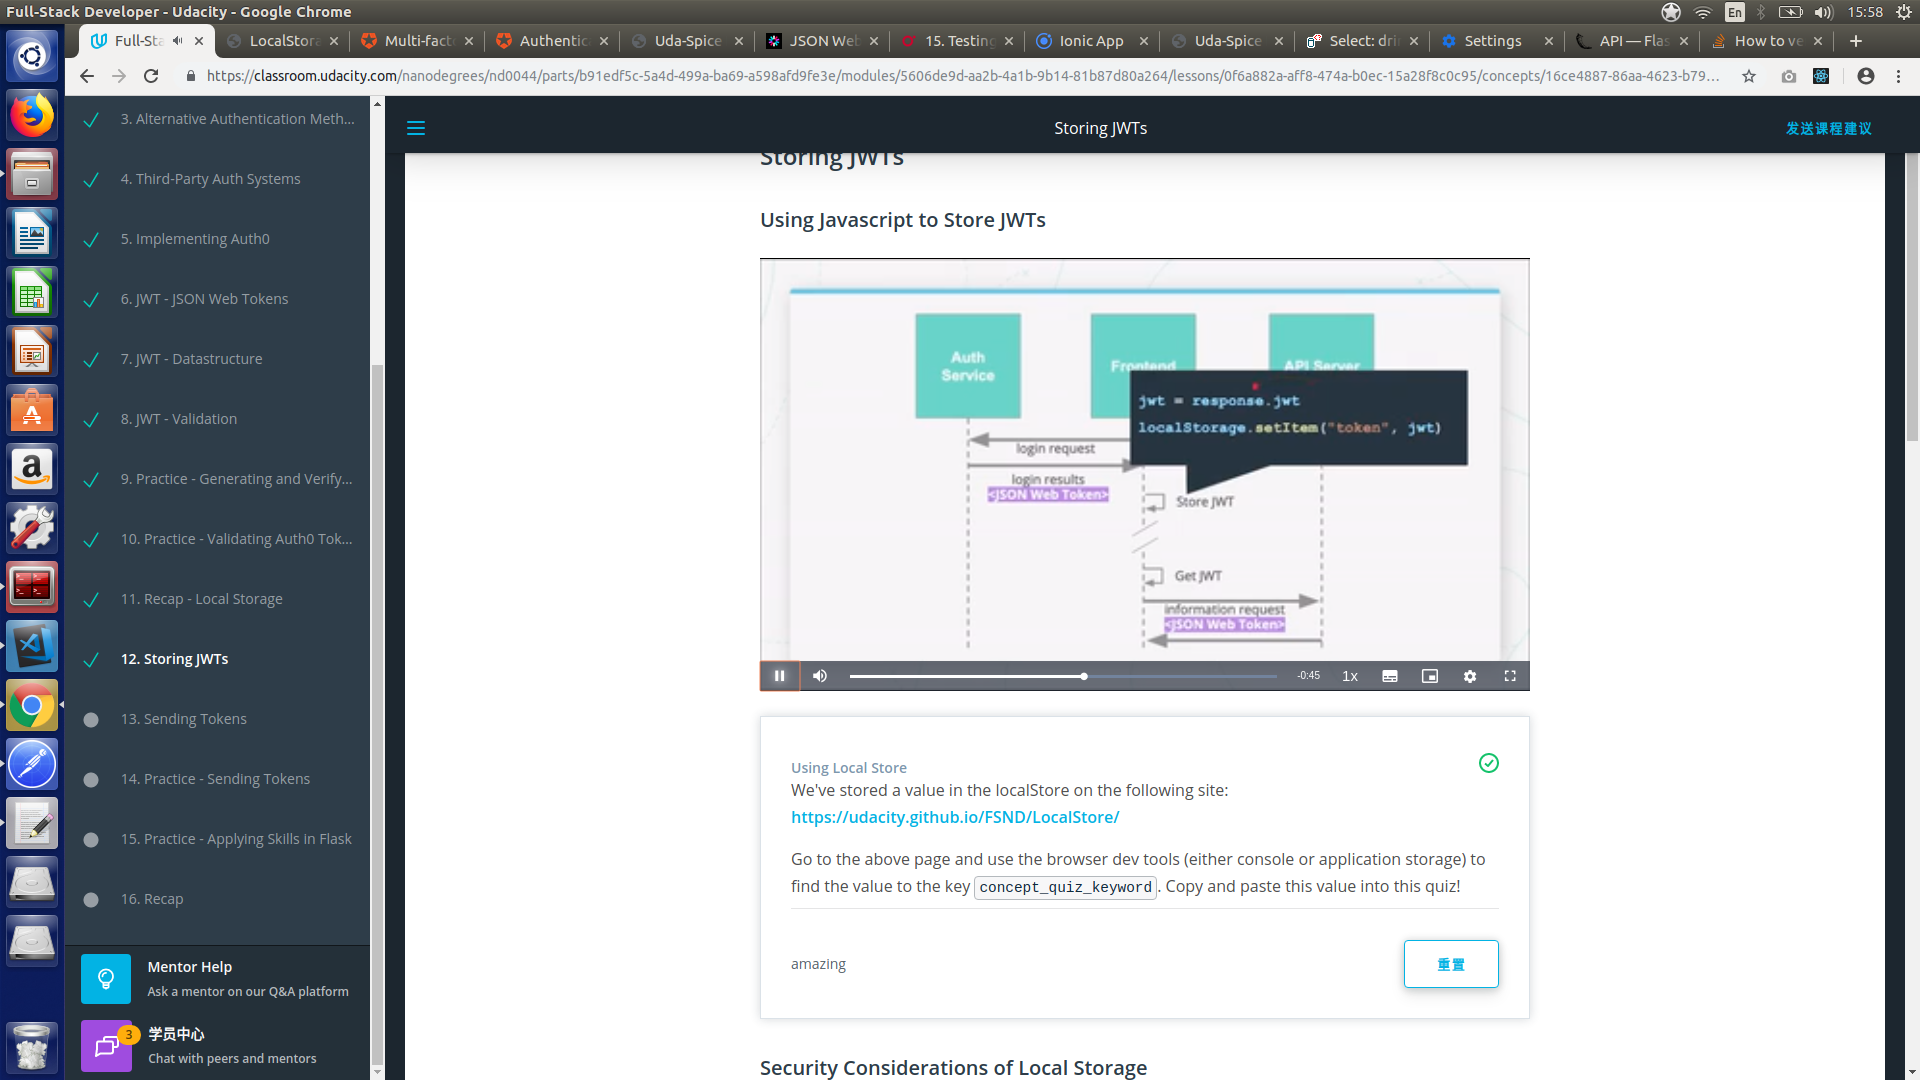 Full-Stack Developer - Udacity - Google Chrome
En
15:58
Full-Sta
LocalStora
Multi-facto
Authentic
Uda-Spice
JSON Web
15. Testing
Ionic App
Uda-Spice
Select: drin
Settings
API — Flas
How to ve
https://classroom.udacity.com/nanodegrees/nd0044/parts/b91edf5c-5a4d-499a-ba69-a598afd9fe3e/modules/5606de9d-aa2b-4a1b-9b14-81b87d80a264/lessons/0f6a882a-aff8-474a-b0ec-15a28f8c0c95/concepts/16ce4887-86aa-4623-b79...
3. Alternative Authentication Meth...
4. Third-Party Auth Systems
5. Implementing Auth0
6. JWT - JSON Web Tokens
7. JWT - Datastructure
8. JWT - Validation
9. Practice - Generating and Verify...
10. Practice - Validating Auth0 Tok...
11. Recap - Local Storage
12. Storing JWTs
13. Sending Tokens
14. Practice - Sending Tokens
15. Practice - Applying Skills in Flask
16. Recap
Mentor Help
Ask a mentor on our Q&A platform
3
学员中心
Chat with peers and mentors
Storing JWTs
发送课程建议
Storing JWTs
Using Javascript to Store JWTs
Auth
Service
Frontend
API Server
jwt = response.jwt
localStorage.setItem("token", jwt)
login request
login results
<JSON Web Token>
Store JWT
Get JWT
information request
<JSON Web Token>
-0:45
1x
Using Local Store
We've stored a value in the localStore on the following site:
https://udacity.github.io/FSND/LocalStore/
Go to the above page and use the browser dev tools (either console or application storage) to
find the value to the key concept_quiz_keyword. Copy and paste this value into this quiz!
amazing
重置
Security Considerations of Local Storage